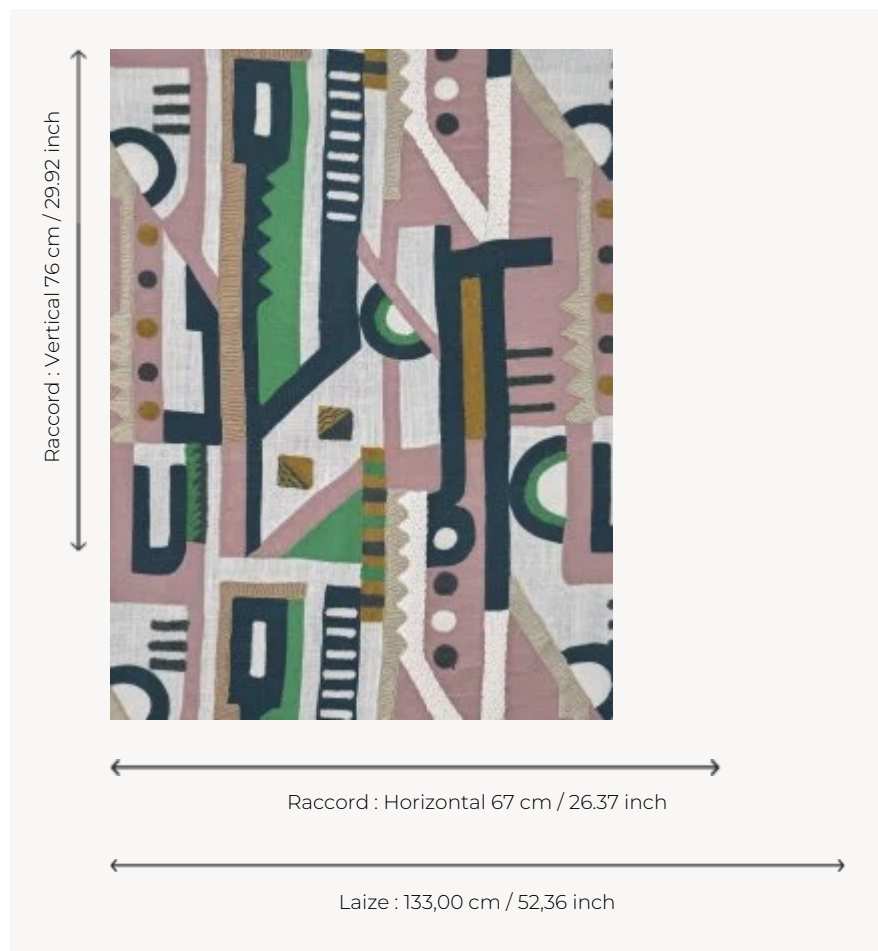 Raccord : Vertical 76 cm / 29.92 inch
Raccord : Horizontal 67 cm / 26.37 inch
Laize : 133,00 cm / 52,36 inch